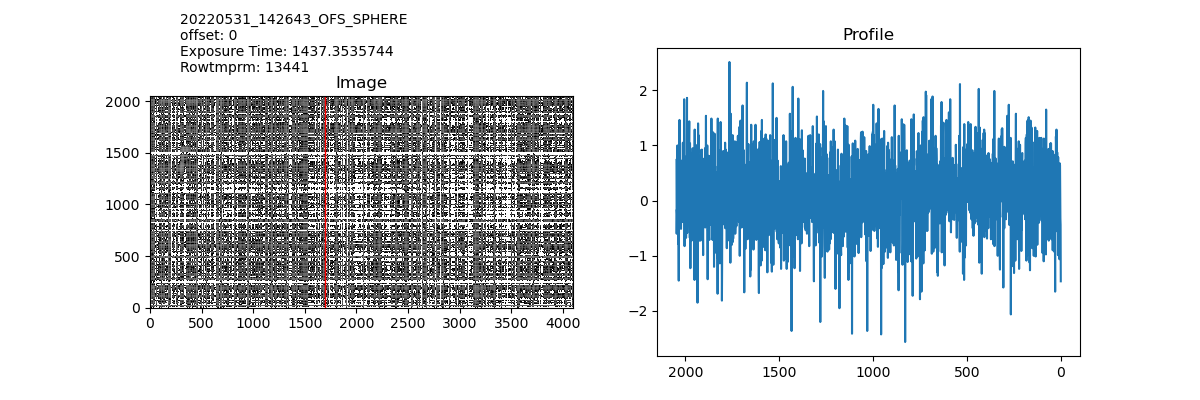 20220531_142643_OFS_SPHERE
offset: 0
Exposure Time: 1437.3535744
Rowtmprm: 13441
Image
2000
1500
1000
500
0
0 500 1000 1500 2000 2500 3000 3500 4000
Profile
2
1
0
−1
−2
2000 1500 1000 500 0